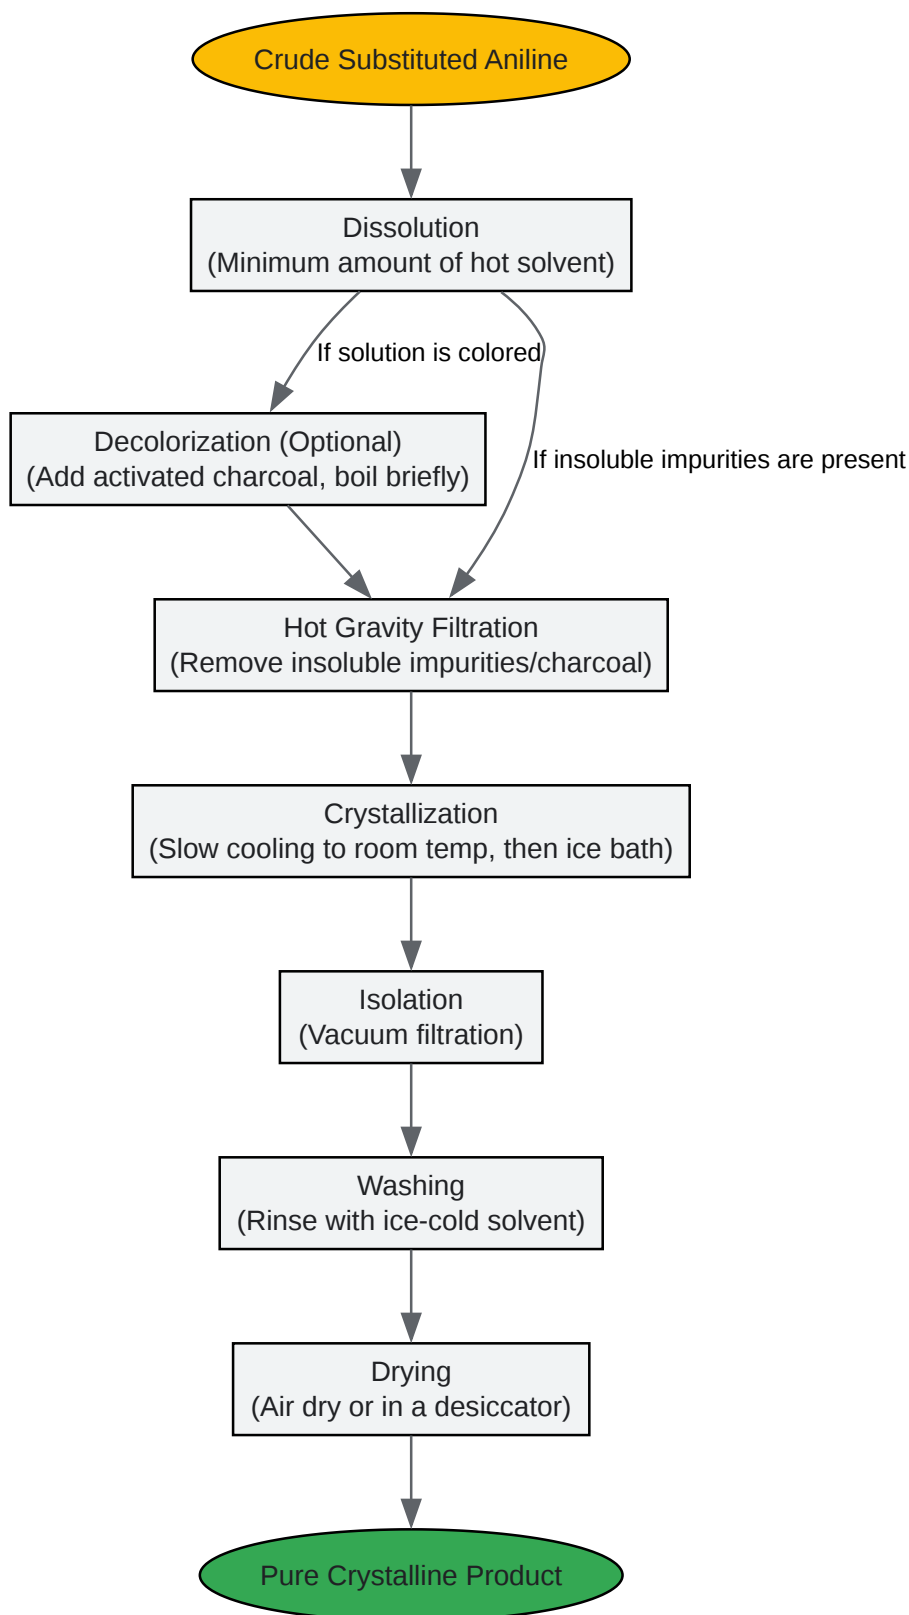 Crude Substituted Aniline
Dissolution
(Minimum amount of hot solvent)
If solution is colored
Decolorization (Optional)
(Add activated charcoal, boil briefly)
If insoluble impurities are present
Hot Gravity Filtration
(Remove insoluble impurities/charcoal)
Crystallization
(Slow cooling to room temp, then ice bath)
Isolation
(Vacuum filtration)
Washing
(Rinse with ice-cold solvent)
Drying
(Air dry or in a desiccator)
Pure Crystalline Product